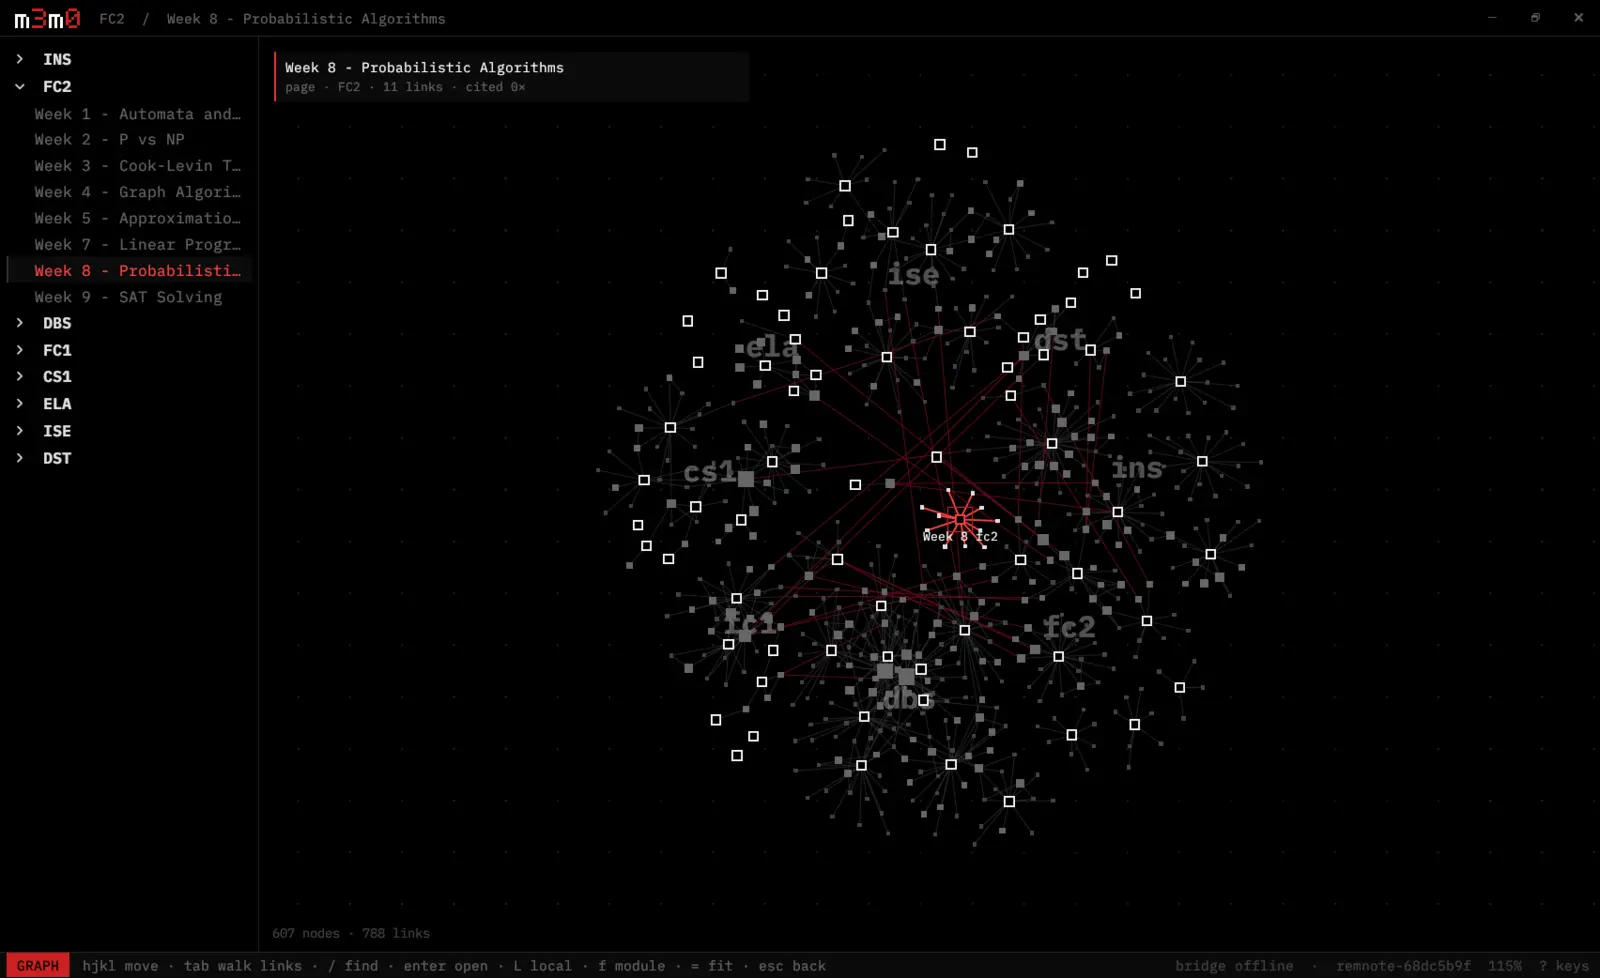 m3m0 FC2 / Week 8 - Probabilistic Algorithms
INS
FC2
Week 1 - Automata and…
Week 2 - P vs NP
Week 3 - Cook-Levin T…
Week 4 - Graph Algori…
Week 5 - Approximatio…
Week 7 - Linear Progr…
Week 8 - Probabilisti…
Week 9 - SAT Solving
DBS
FC1
CS1
ELA
ISE
DST
Week 8 - Probabilistic Algorithms
page · FC2 · 11 links · cited 0×
ise
ela
dst
cs1
ins
Week 8 fc2
fc1
fc2
dbs
607 nodes · 788 links
GRAPH hjkl move · tab walk links · / find · enter open · L local · f module · = fit · esc back
bridge offline · remnote-68dc5b9f 115% ? keys